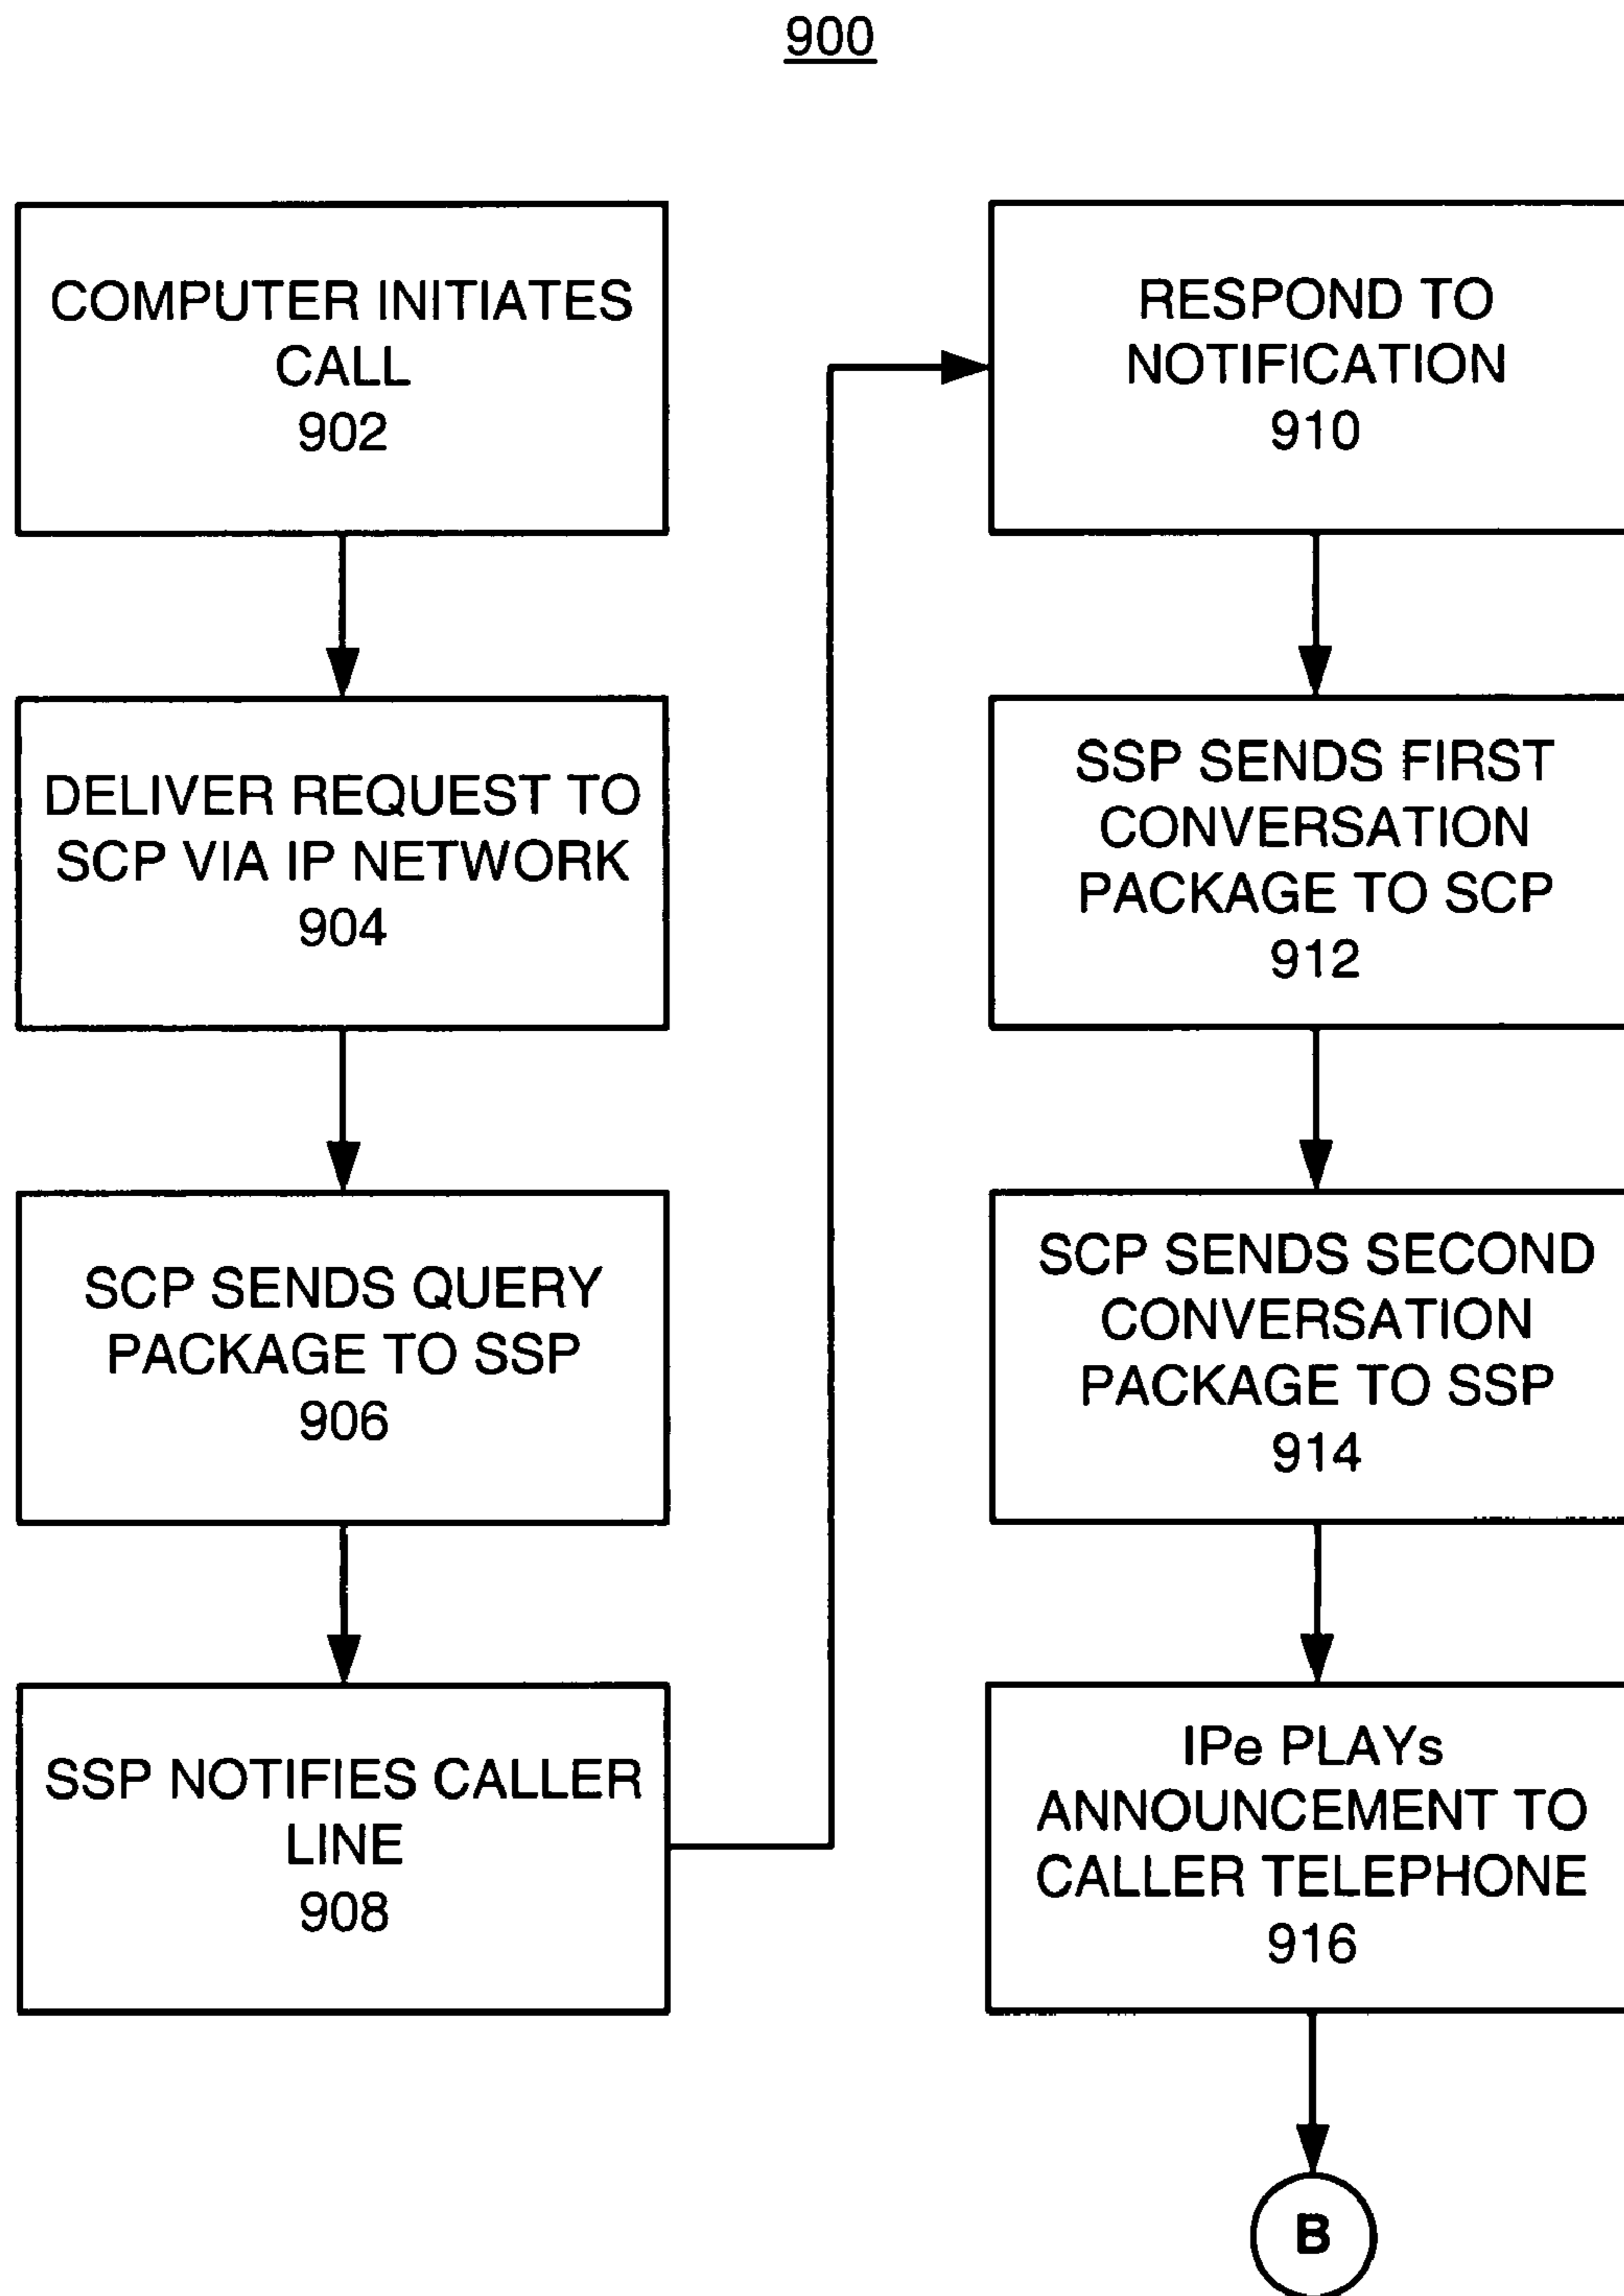 900
COMPUTER INITIATES
CALL
902
DELIVER REQUEST TO
SCP VIA IP NETWORK
904
SCP SENDS QUERY
PACKAGE TO SSP
906
SSP NOTIFIES CALLER
LINE
908
RESPOND TO
NOTIFICATION
910
SSP SENDS FIRST
CONVERSATION
PACKAGE TO SCP
912
SCP SENDS SECOND
CONVERSATION
PACKAGE TO SSP
914
IPe PLAYs
ANNOUNCEMENT TO
CALLER TELEPHONE
916
B